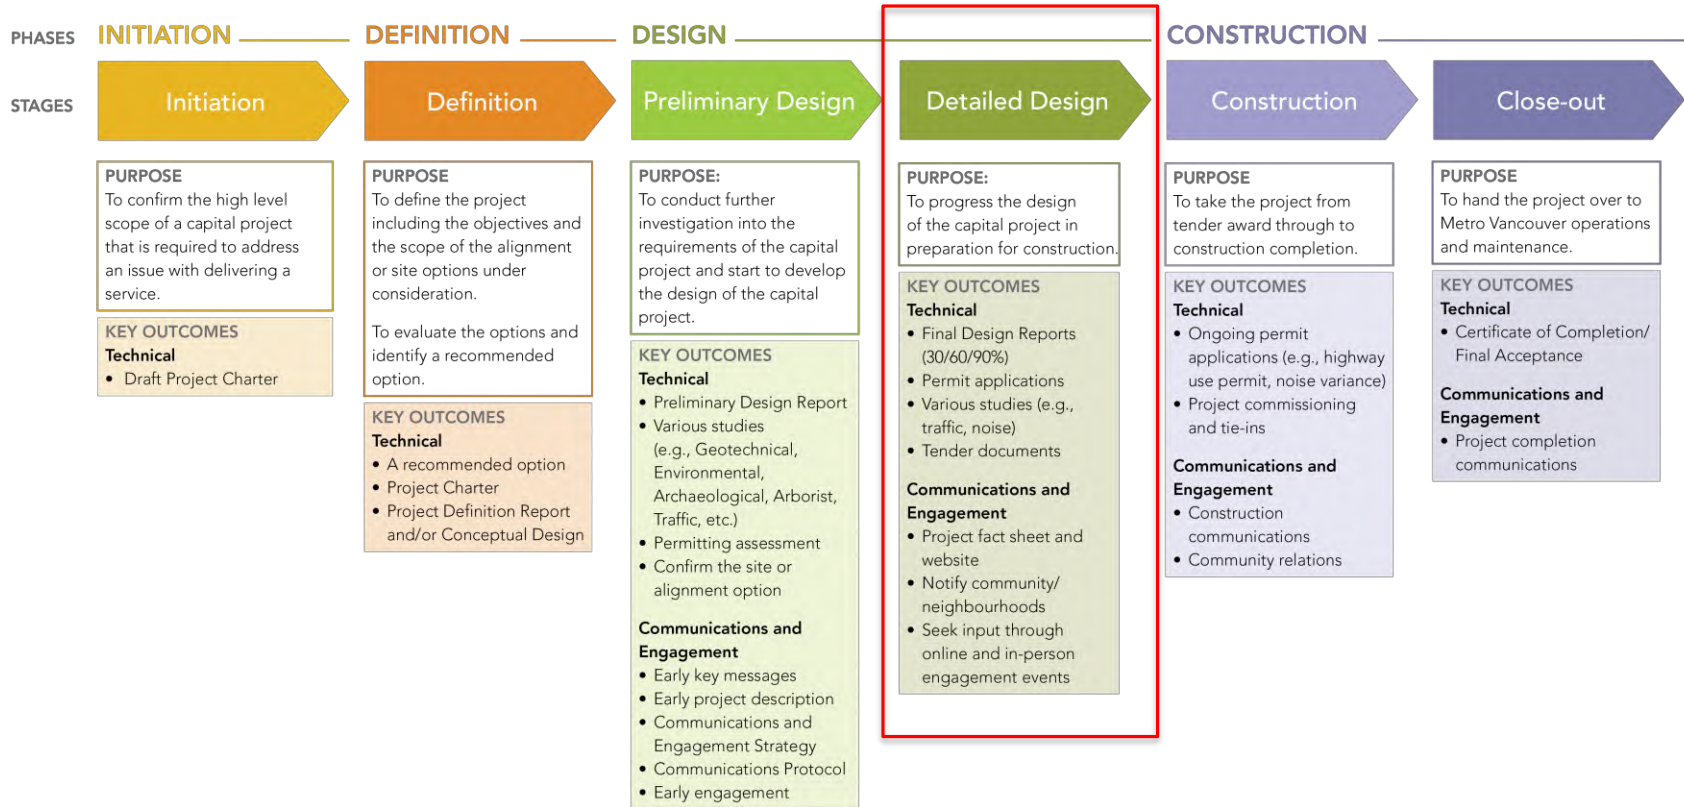 PHASES
INITIATION
DEFINITION
DESIGN
CONSTRUCTION
STAGES
Initiation
Definition
Preliminary Design
Detailed Design
Construction
Close-out
PURPOSE
To confirm the high level
scope of a capital project
that is required to address
an issue with delivering a
service.
KEY OUTCOMES
Technical
• Draft Project Charter
PURPOSE
To define the project
including the objectives and
the scope of the alignment
or site options under
consideration.
To evaluate the options and
identify a recommended
option.
KEY OUTCOMES
Technical
• A recommended option
• Project Charter
• Project Definition Report
and/or Conceptual Design
PURPOSE:
To conduct further
investigation into the
requirements of the capital
project and start to develop
the design of the capital
project.
KEY OUTCOMES
Technical
• Preliminary Design Report
• Various studies
(e.g., Geotechnical,
Environmental,
Archaeological, Arborist,
Traffic, etc.)
• Permitting assessment
• Confirm the site or
alignment option
Communications and
Engagement
• Early key messages
• Early project description
• Communications and
Engagement Strategy
• Communications Protocol
• Early engagement
PURPOSE:
To progress the design
of the capital project in
preparation for construction.
KEY OUTCOMES
Technical
• Final Design Reports
(30/60/90%)
• Permit applications
• Various studies (e.g.,
traffic, noise)
• Tender documents
Communications and
Engagement
• Project fact sheet and
website
• Notify community/
neighbourhoods
• Seek input through
online and in-person
engagement events
PURPOSE
To take the project from
tender award through to
construction completion.
KEY OUTCOMES
Technical
• Ongoing permit
applications (e.g., highway
use permit, noise variance)
• Project commissioning
and tie-ins
Communications and
Engagement
• Construction
communications
• Community relations
PURPOSE
To hand the project over to
Metro Vancouver operations
and maintenance.
KEY OUTCOMES
Technical
• Certificate of Completion/
Final Acceptance
Communications and
Engagement
• Project completion
communications